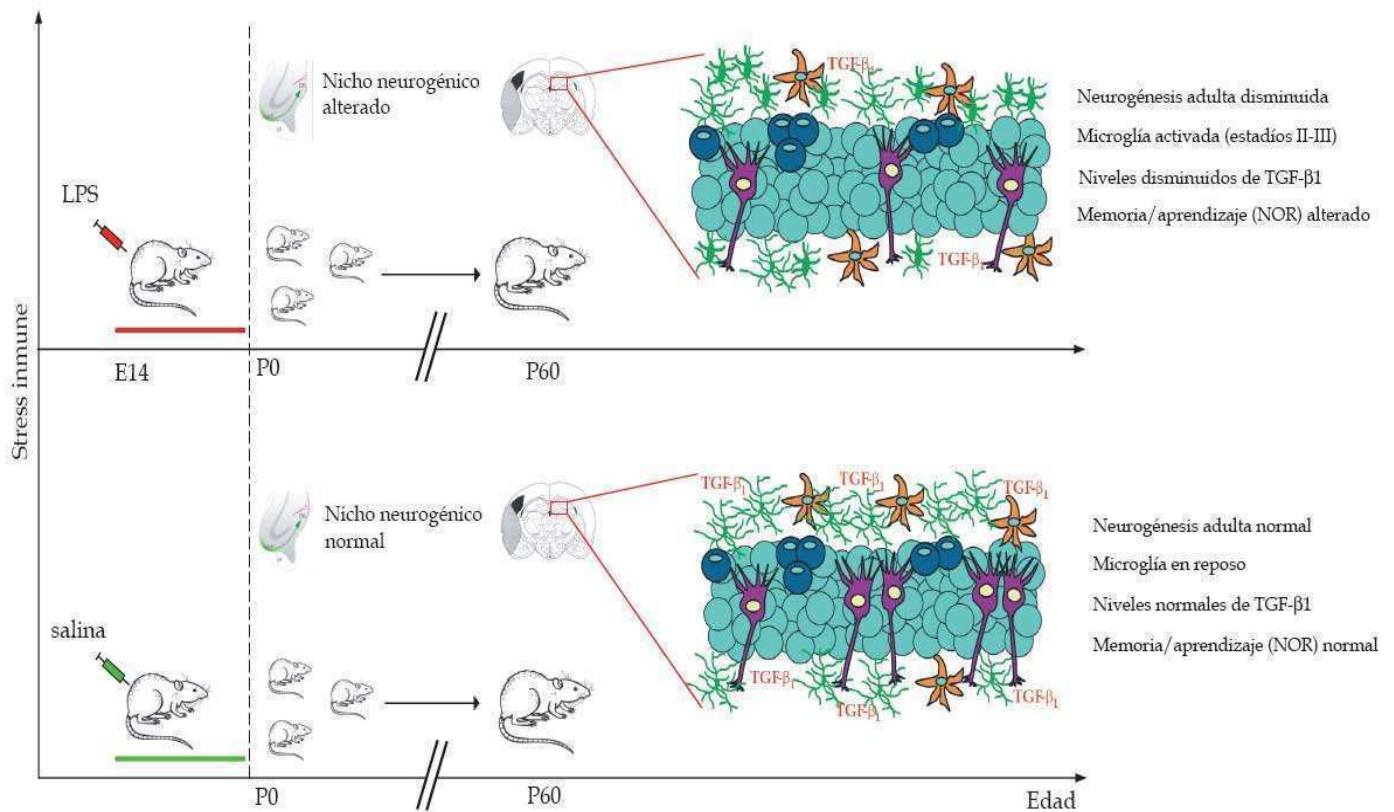 Stress inmune
LPS
Nicho neurogénico
alterado
TGF-β1
TGF-β1
Neurogénesis adulta disminuida
Microglía activada (estadíos II-III)
Niveles disminuidos de TGF-β1
Memoria/aprendizaje (NOR) alterado
E14
P0
P60
salina
Nicho neurogénico
normal
TGF-β1
TGF-β1
TGF-β1
TGF-β1
TGF-β1
TGF-β1
Neurogénesis adulta normal
Microglía en reposo
Niveles normales de TGF-β1
Memoria/aprendizaje (NOR) normal
P0
P60
Edad